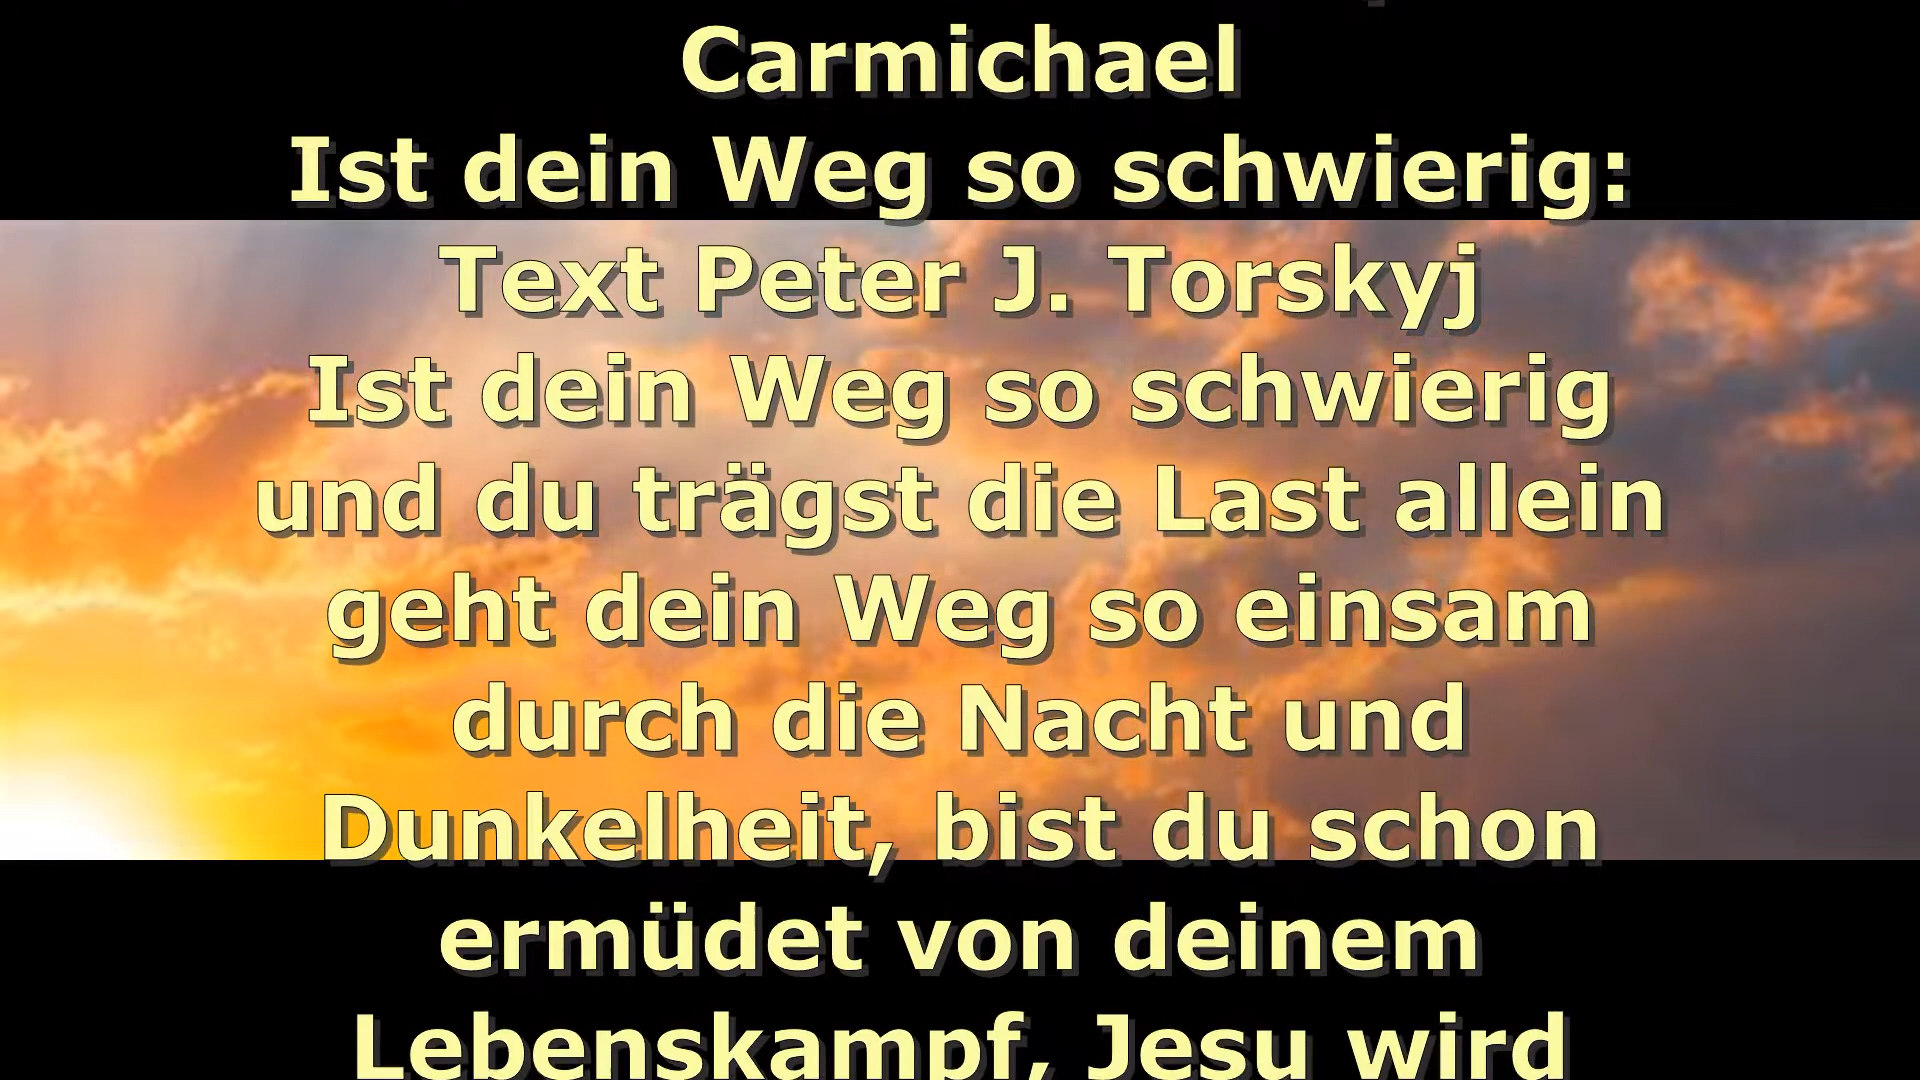 Carmichael
Ist dein Weg so schwierig:
Text Peter J. Torskyj
Ist dein Weg so schwierig
und du trägst die Last allein
geht dein Weg so einsam
durch die Nacht und
Dunkelheit, bist du schon
ermüdet von deinem
Lebenskampf, Jesu wird